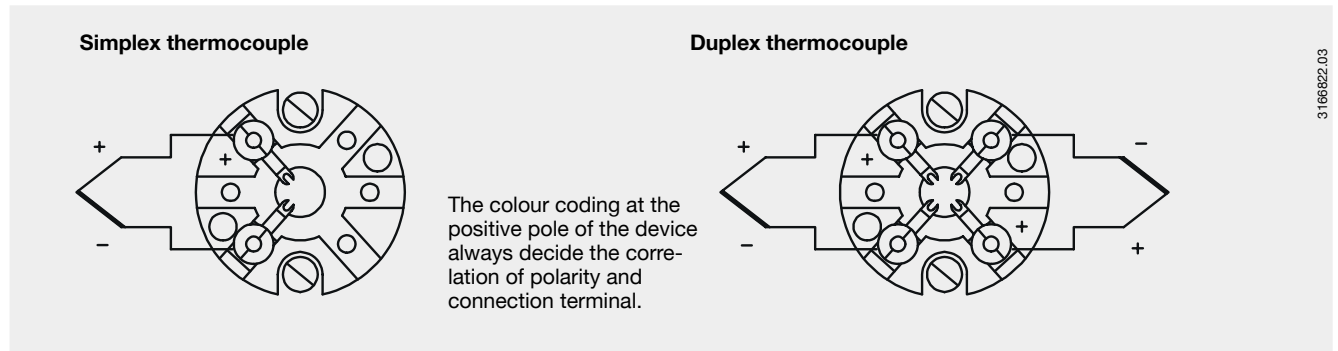 Simplex thermocouple
+
+
–
The colour coding at the
positive pole of the device
always decide the corre-
lation of polarity and
connection terminal.
Duplex thermocouple
+
+
–
–
+
+
3166822.03